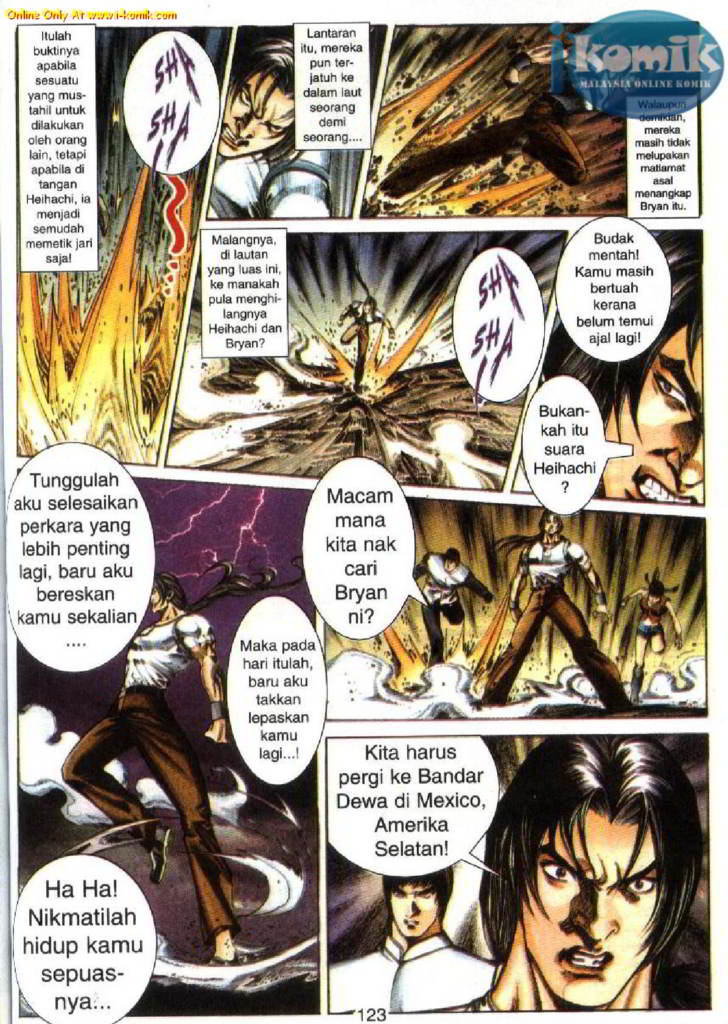 Online Only At www.i-komik.com
ikomik
MALAYSIA ONLINE KOMIK
Itulah
buktinya
apabila
sesuatu
yang mus-
tahil untuk
dilakukan
oleh orang
lain, tetapi
apabila di
tangan
Heihachi, ia
menjadi
semudah
memetik jari
saja!
SHA
SHA
!
Lantaran
itu, mereka
pun ter-
jatuh ke
dalam laut
seorang
demi
seorang....
Walaupun
demikian,
mereka
masih tidak
melupakan
matlamat
asal
menangkap
Bryan itu.
Malangnya,
di lautan
yang luas ini,
ke manakah
pula menghi-
langnya
Heihachi dan
Bryan?
SHA
SHA
!
Budak
mentah!
Kamu masih
bertuah
kerana
belum temui
ajal lagi!
Bukan-
kah itu
suara
Heihachi
?
Tunggulah
aku selesaikan
perkara yang
lebih penting
lagi, baru aku
bereskan
kamu sekalian
....
Maka pada
hari itulah,
baru aku
takkan
lepaskan
kamu
lagi...!
Ha Ha!
Nikmatilah
hidup kamu
sepuas-
nya...
Macam
mana
kita nak
cari
Bryan
ni?
Kita harus
pergi ke Bandar
Dewa di Mexico,
Amerika
Selatan!
123